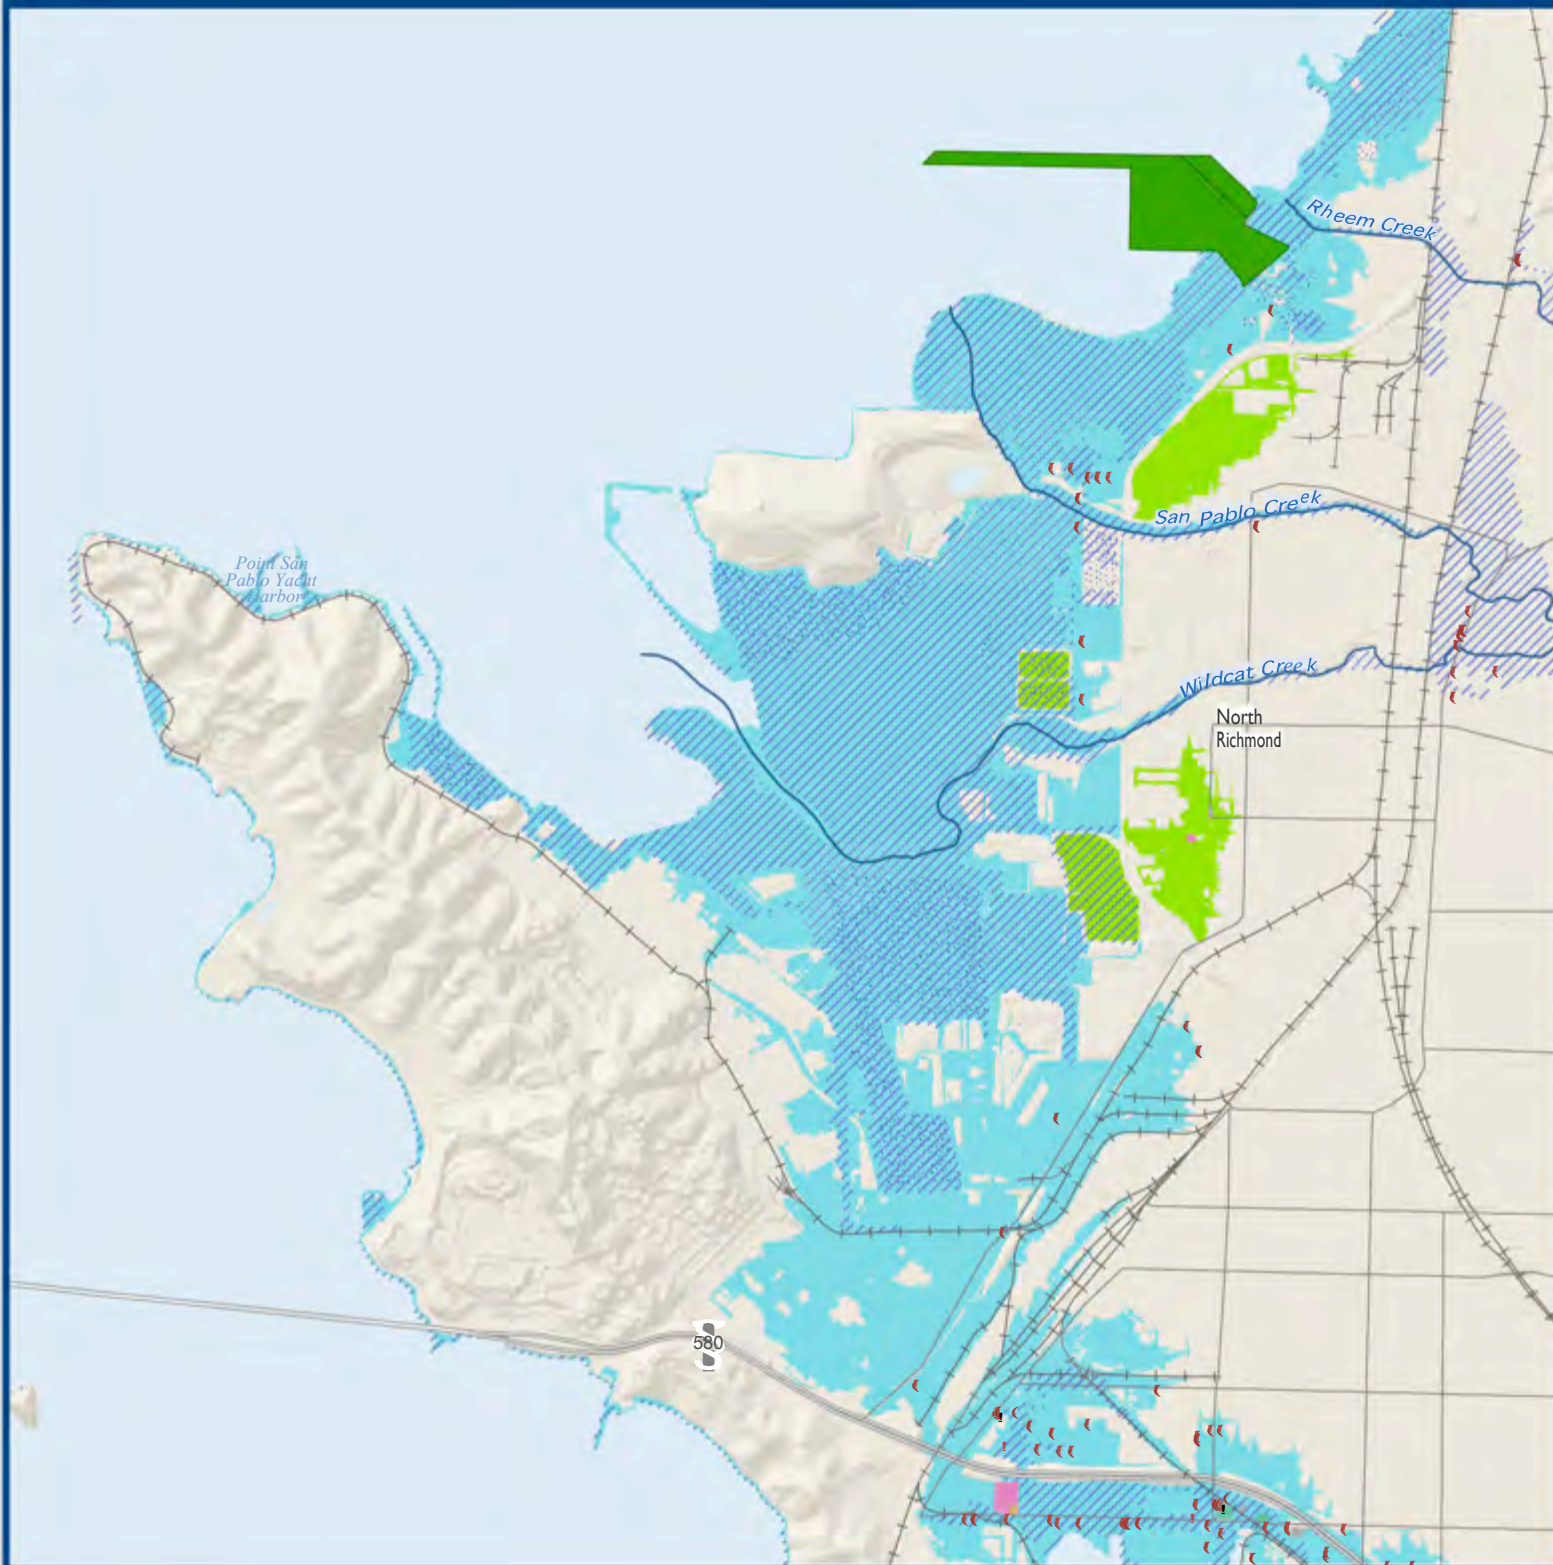 Rheem Creek
San Pablo Creek
Point San
Pablo Yacht
Harbor
Wildcat Creek
North
Richmond
580